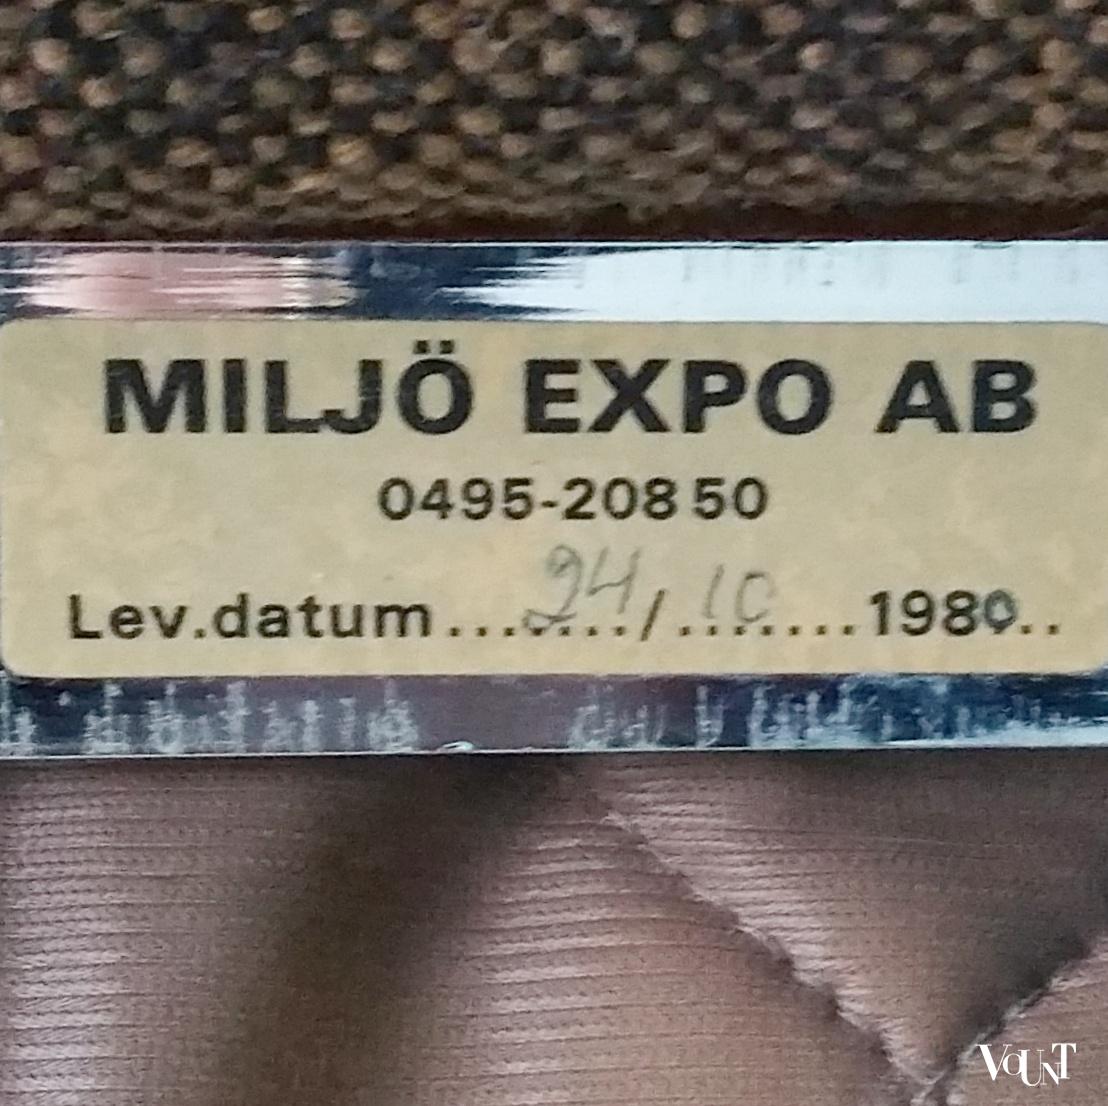 MILJÖ EXPO AB
0495-208 50
Lev.datum.......24.../...10.....1980..
VOUNT